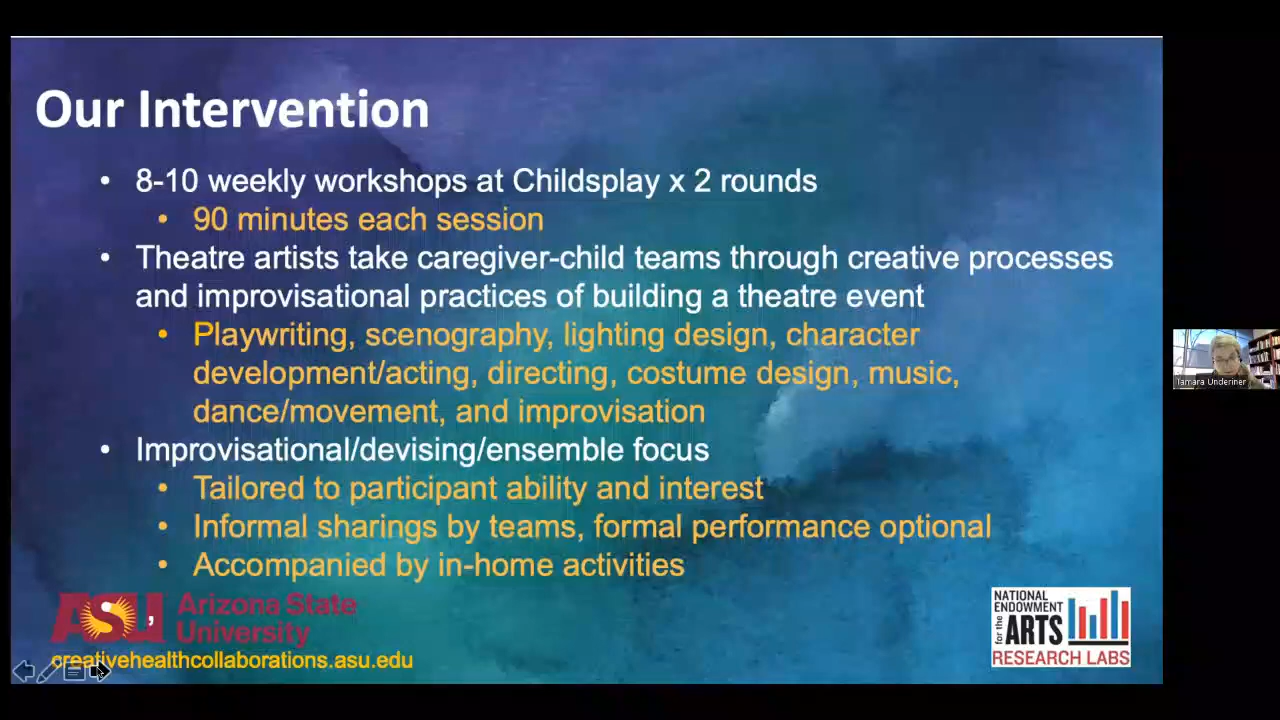 Our Intervention
• 8-10 weekly workshops at Childsplay x 2 rounds
• 90 minutes each session
• Theatre artists take caregiver-child teams through creative processes
and improvisational practices of building a theatre event
• Playwriting, scenography, lighting design, character
development/acting, directing, costume design, music,
dance/movement, and improvisation
• Improvisational/devising/ensemble focus
• Tailored to participant ability and interest
• Informal sharings by teams, formal performance optional
• Accompanied by in-home activities
ASU Arizona State
University
,
creativehealthcollaborations.asu.edu
NATIONAL
ENDOWMENT
for the ARTS
RESEARCH LABS
Tamara Underiner